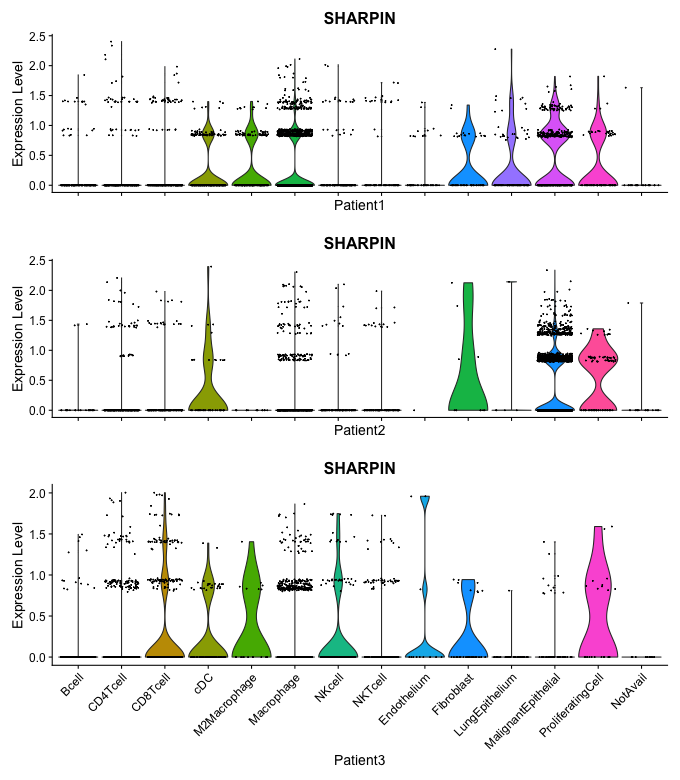 SHARPIN
Expression Level
2.5
2.0
1.5
1.0
0.5
0.0
Patient1
SHARPIN
Expression Level
2.5
2.0
1.5
1.0
0.5
0.0
Patient2
SHARPIN
Expression Level
2.0
1.5
1.0
0.5
0.0
Bcell
CD4Tcell
CD8Tcell
cDC
M2Macrophage
Macrophage
NKcell
NKTcell
Endothelium
Fibroblast
LungEpithelium
MalignantEpithelial
ProliferatingCell
NotAvail
Patient3